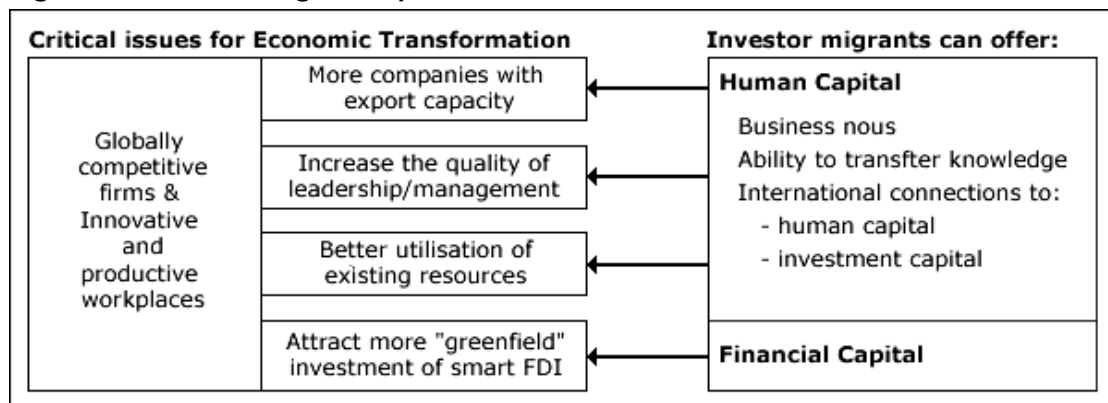 Critical issues for Economic Transformation
Globally
competitive
firms &
Innovative
and
productive
workplaces
More companies with
export capacity
Increase the quality of
leadership/management
Better utilisation of
existing resources
Attract more "greenfield"
investment of smart FDI
Investor migrants can offer:
Human Capital
Business nous
Ability to transfter knowledge
International connections to:
- human capital
- investment capital
Financial Capital